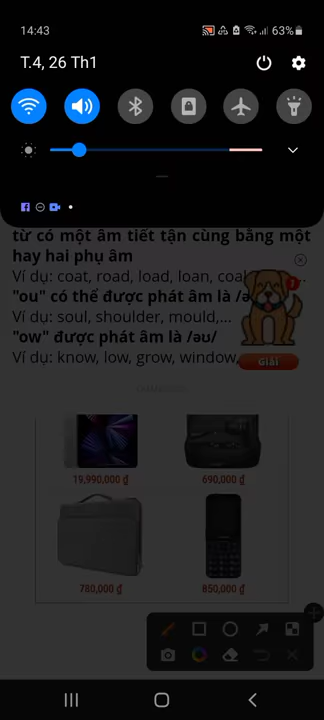 14:43
63%
T.4, 26 Th1
từ có một âm tiết tận cùng bằng một
hay hai phụ âm
Ví dụ: coat, road, load, loan, coal
"ou" có thể được phát âm là /ə
Ví dụ: soul, shoulder, mould,...
"ow" được phát âm là /əʊ/
Ví dụ: know, low, grow, window,
1
Giải
19,990,000 ₫
690,000 ₫
780,000 ₫
850,000 ₫